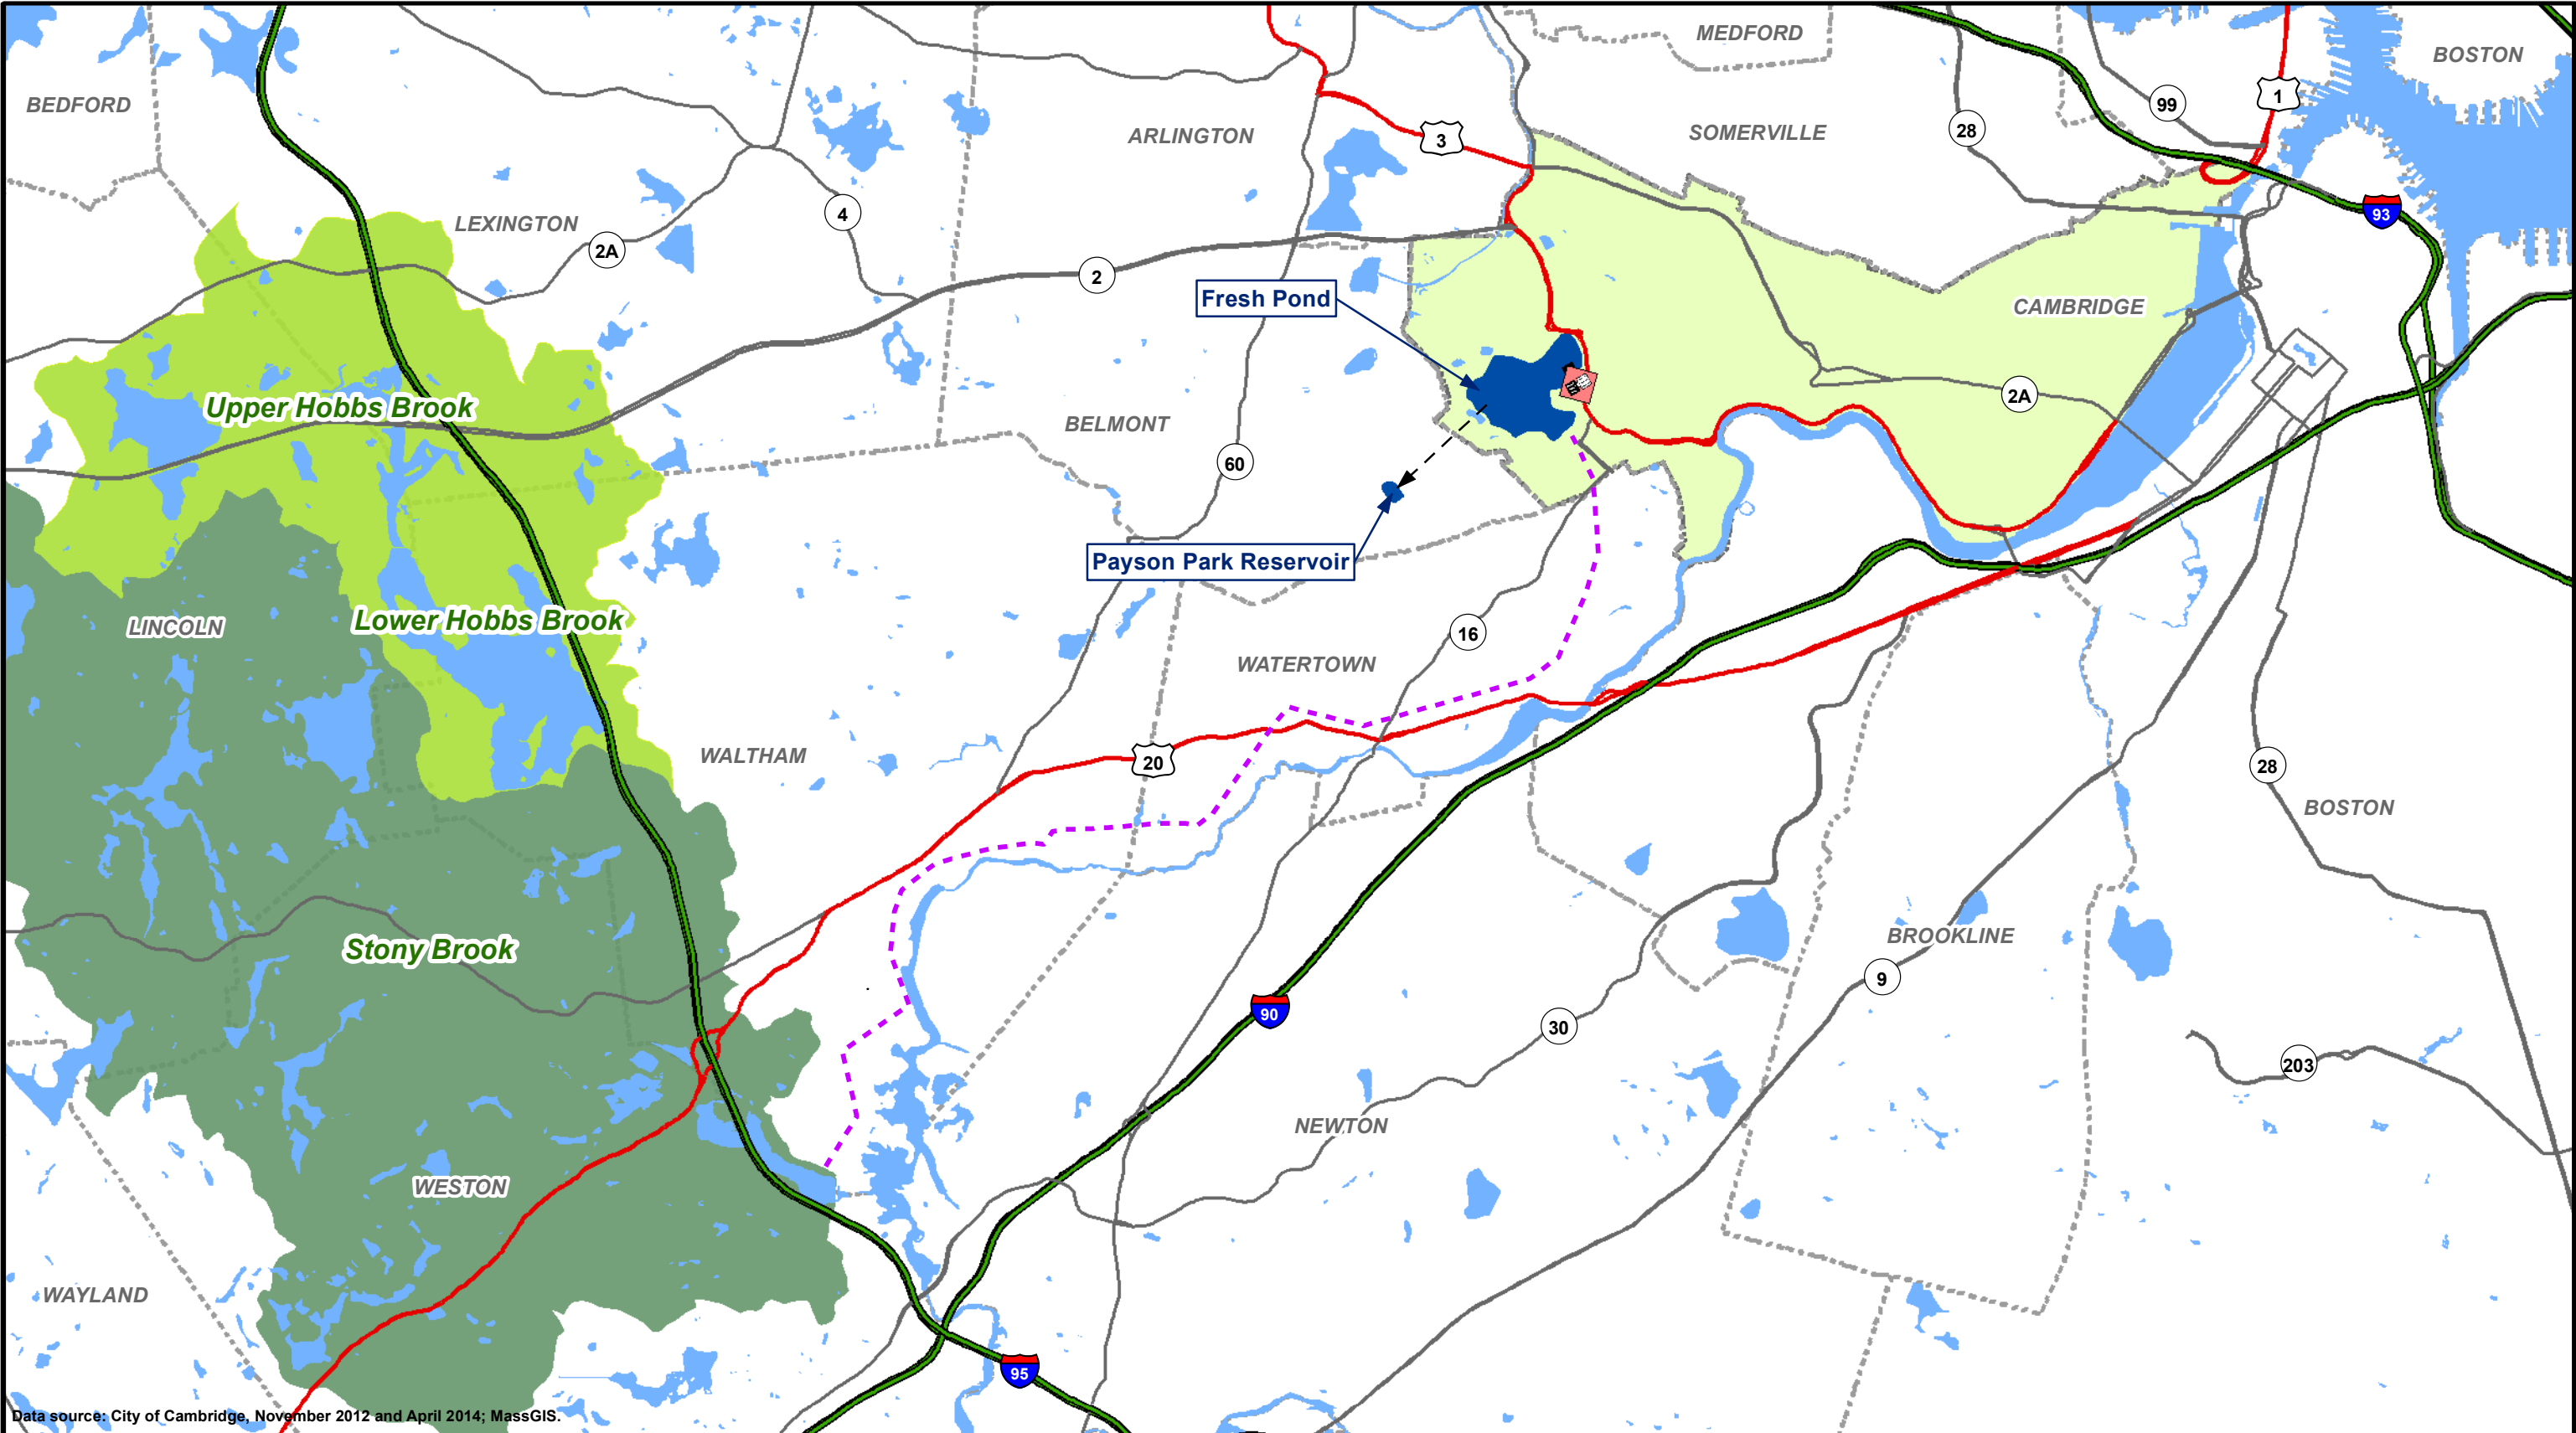 MEDFORD
BOSTON
BEDFORD
99
1
ARLINGTON
3
SOMERVILLE
28
LEXINGTON
4
93
2A
2
Fresh Pond
CAMBRIDGE
Upper Hobbs Brook
2A
BELMONT
60
Payson Park Reservoir
LINCOLN
Lower Hobbs Brook
16
WATERTOWN
WALTHAM
20
28
BOSTON
Stony Brook
BROOKLINE
9
90
30
203
NEWTON
WESTON
WAYLAND
95
Data source: City of Cambridge, November 2012 and April 2014; MassGIS.